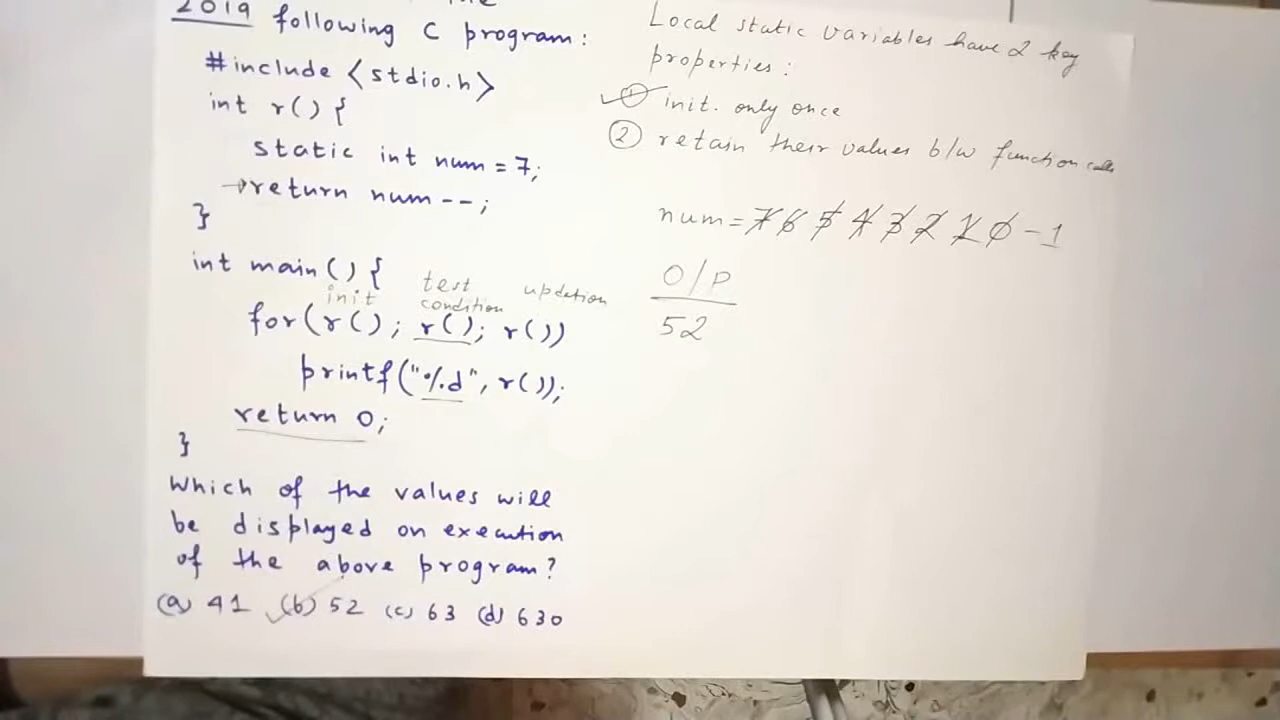 2019 following C program:
#include <stdio.h>
int r() {
static int num = 7;
→return num--;
}
int main() {
init test condition updation
for(r(); r(); r())
printf("%d", r());
return 0;
}
Which of the values will
be displayed on execution
of the above program?
(a) 41 (b) 52 (c) 63 (d) 630
Local static variables have 2 key
properties:
① init. only once
② retain their values b/w function calls
num = 7 6 5 4 3 2 1 0 -1
O/P
52